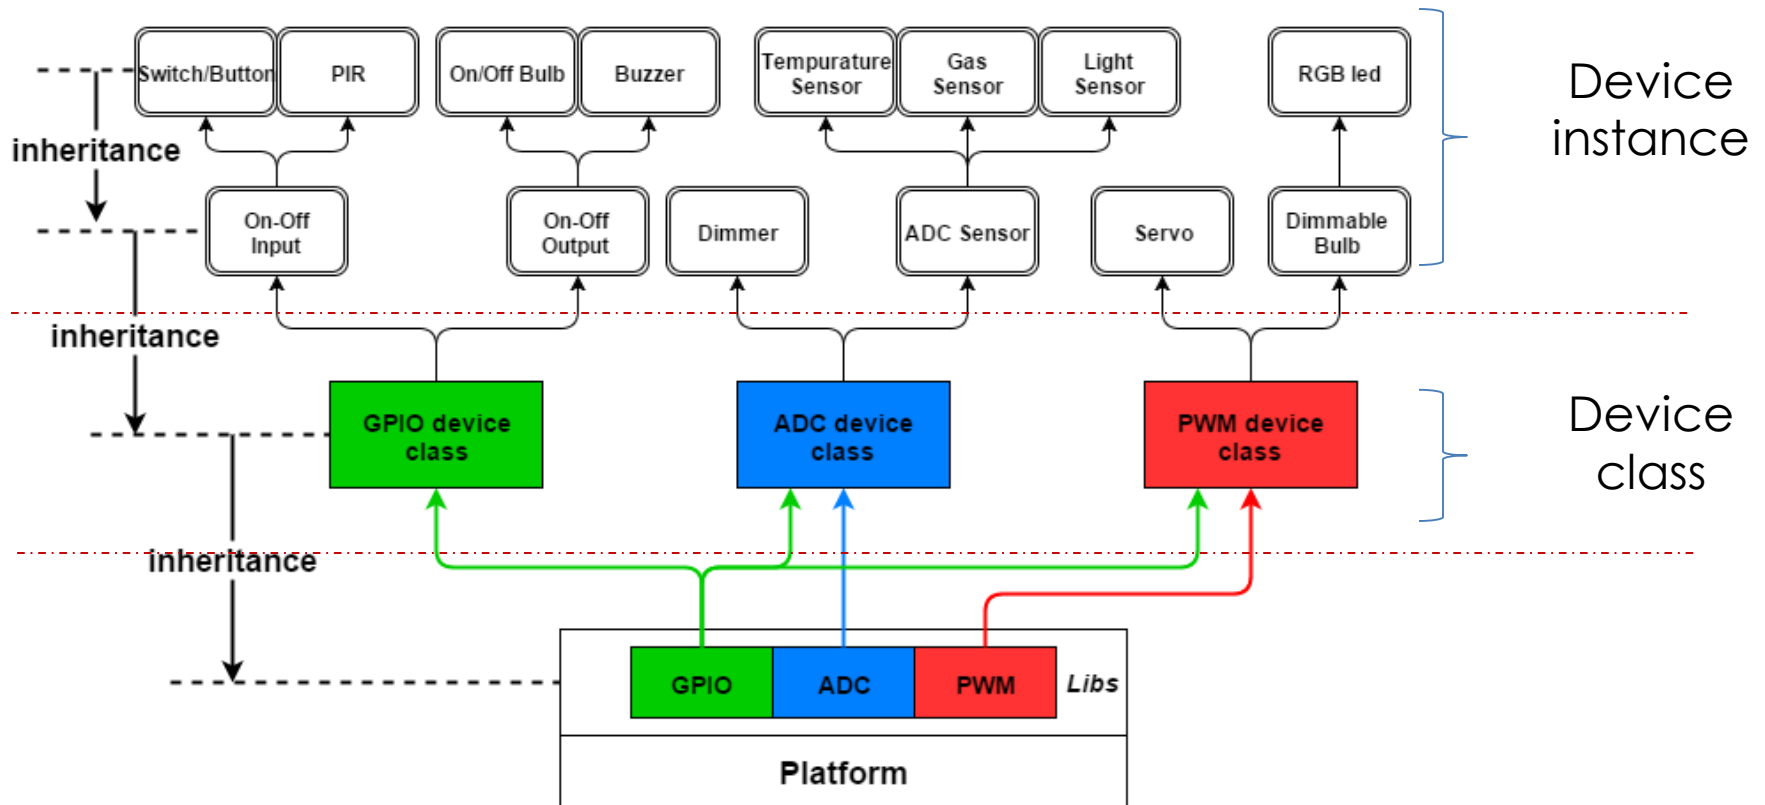 Switch/Button
PIR
On/Off Bulb
Buzzer
Tempurature
Sensor
Gas
Sensor
Light
Sensor
RGB led
Device
instance
inheritance
On-Off
Input
On-Off
Output
Dimmer
ADC Sensor
Servo
Dimmable
Bulb
inheritance
GPIO device
class
ADC device
class
PWM device
class
Device
class
inheritance
GPIO
ADC
PWM
Libs
Platform